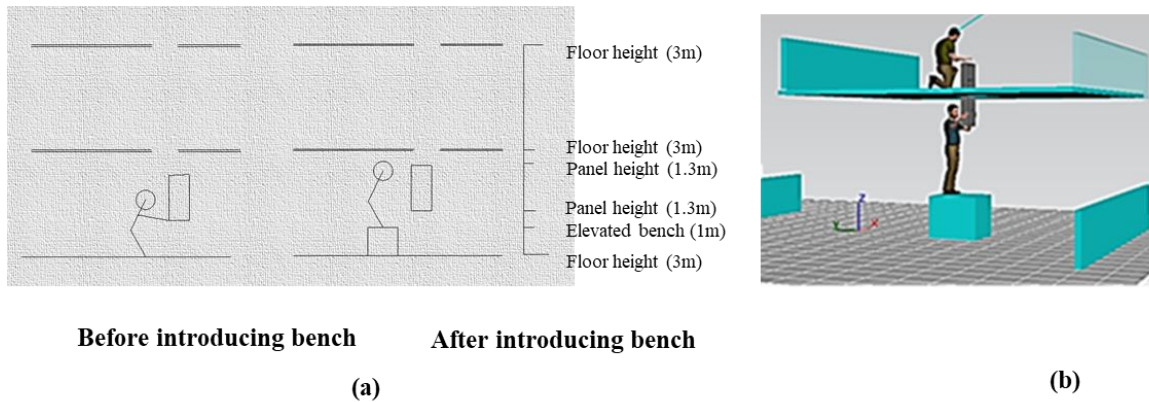 Floor height (3m)
Floor height (3m)
Panel height (1.3m)
Panel height (1.3m)
Elevated bench (1m)
Floor height (3m)
Before introducing bench
After introducing bench
(a)
(b)
Z
Y
X